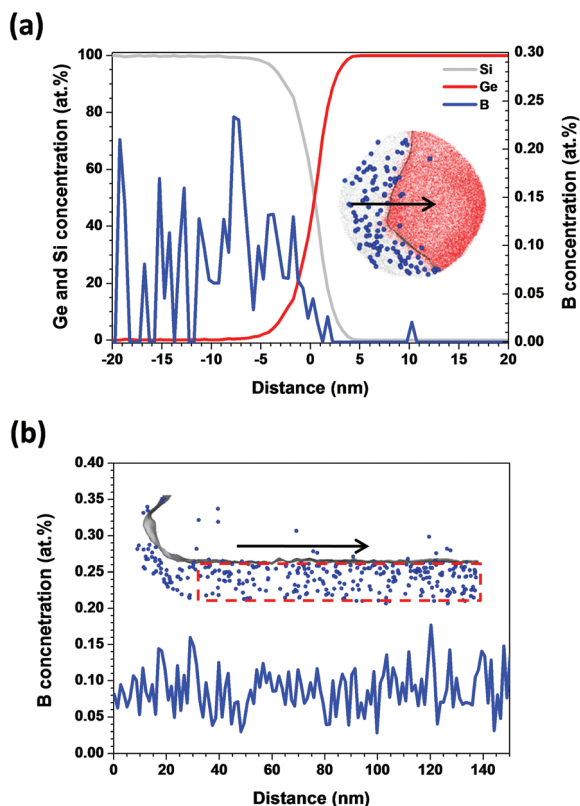 (a)
100
80
60
40
20
0
Ge and Si concentration (at.%)
0.30
0.25
0.20
0.15
0.10
0.05
0.00
B concentration (at.%)
Si
Ge
B
-20 -15 -10 -5 0 5 10 15 20
Distance (nm)
(b)
0.40
0.35
0.30
0.25
0.20
0.15
0.10
0.05
0.00
B concnetration (at.%)
0 20 40 60 80 100 120 140
Distance (nm)